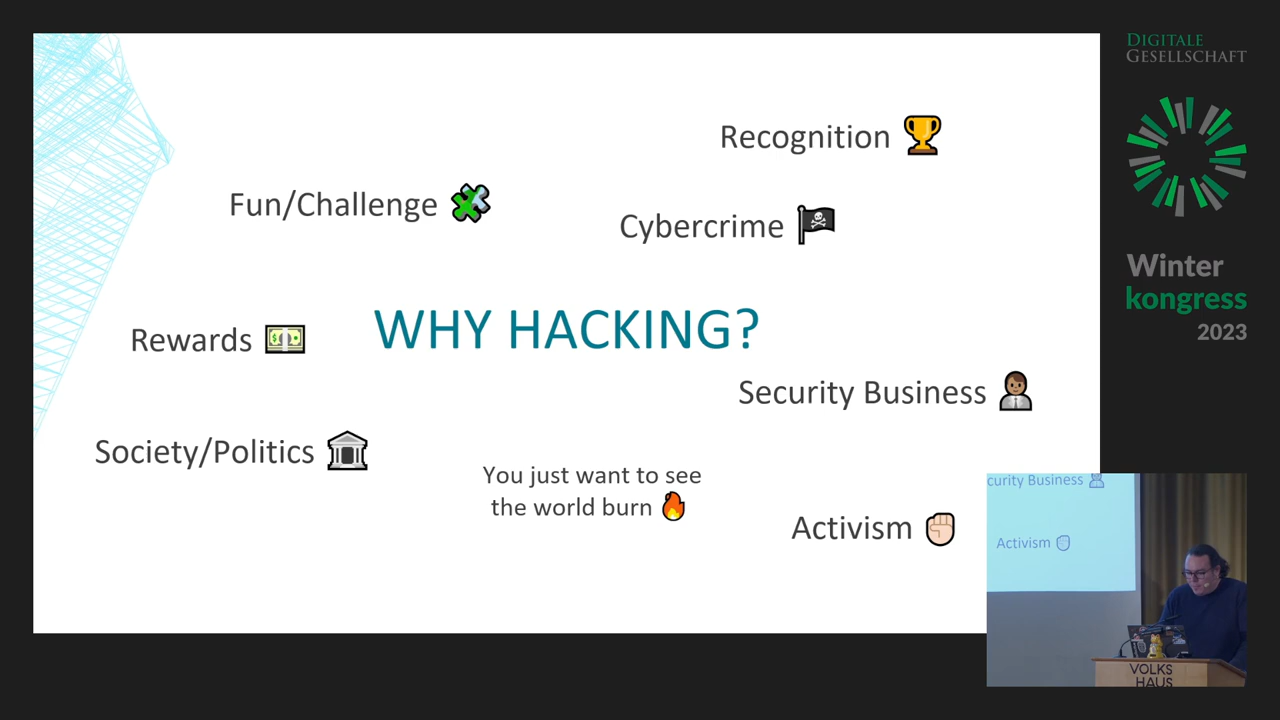 Recognition
Fun/Challenge
Cybercrime
WHY HACKING?
Rewards
Security Business
Society/Politics
You just want to see
the world burn
Activism
DIGITALE
GESELLSCHAFT
Winter
kongress
2023
curity Business
Activism
VOLKS
HAUS